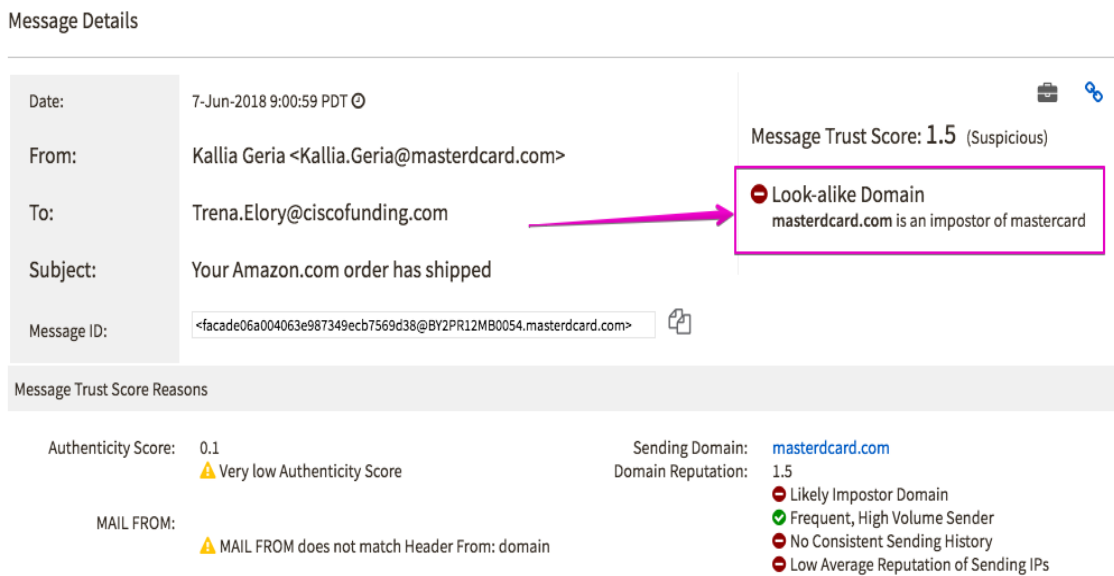 Message Details
Date: 7-Jun-2018 9:00:59 PDT
From: Kallia Geria <Kallia.Geria@masterdcard.com>
To: Trena.Elory@ciscofunding.com
Subject: Your Amazon.com order has shipped
Message ID: <facade06a004063e987349ecb7569d38@BY2PR12MB0054.masterdcard.com>
Message Trust Score: 1.5 (Suspicious)
Look-alike Domain
masterdcard.com is an impostor of mastercard
Message Trust Score Reasons
Authenticity Score: 0.1
Very low Authenticity Score
MAIL FROM:
MAIL FROM does not match Header From: domain
Sending Domain: masterdcard.com
Domain Reputation: 1.5
Likely Impostor Domain
Frequent, High Volume Sender
No Consistent Sending History
Low Average Reputation of Sending IPs